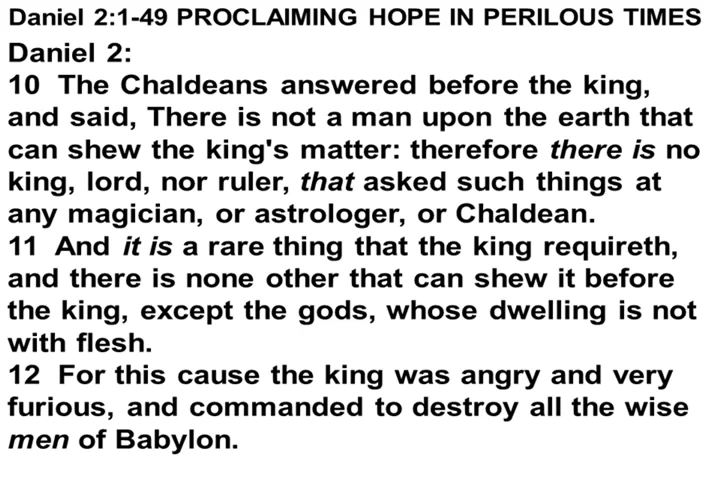 Daniel 2:1-49 PROCLAIMING HOPE IN PERILOUS TIMES
Daniel 2:
10 The Chaldeans answered before the king,
and said, There is not a man upon the earth that
can shew the king's matter: therefore there is no
king, lord, nor ruler, that asked such things at
any magician, or astrologer, or Chaldean.
11 And it is a rare thing that the king requireth,
and there is none other that can shew it before
the king, except the gods, whose dwelling is not
with flesh.
12 For this cause the king was angry and very
furious, and commanded to destroy all the wise
men of Babylon.